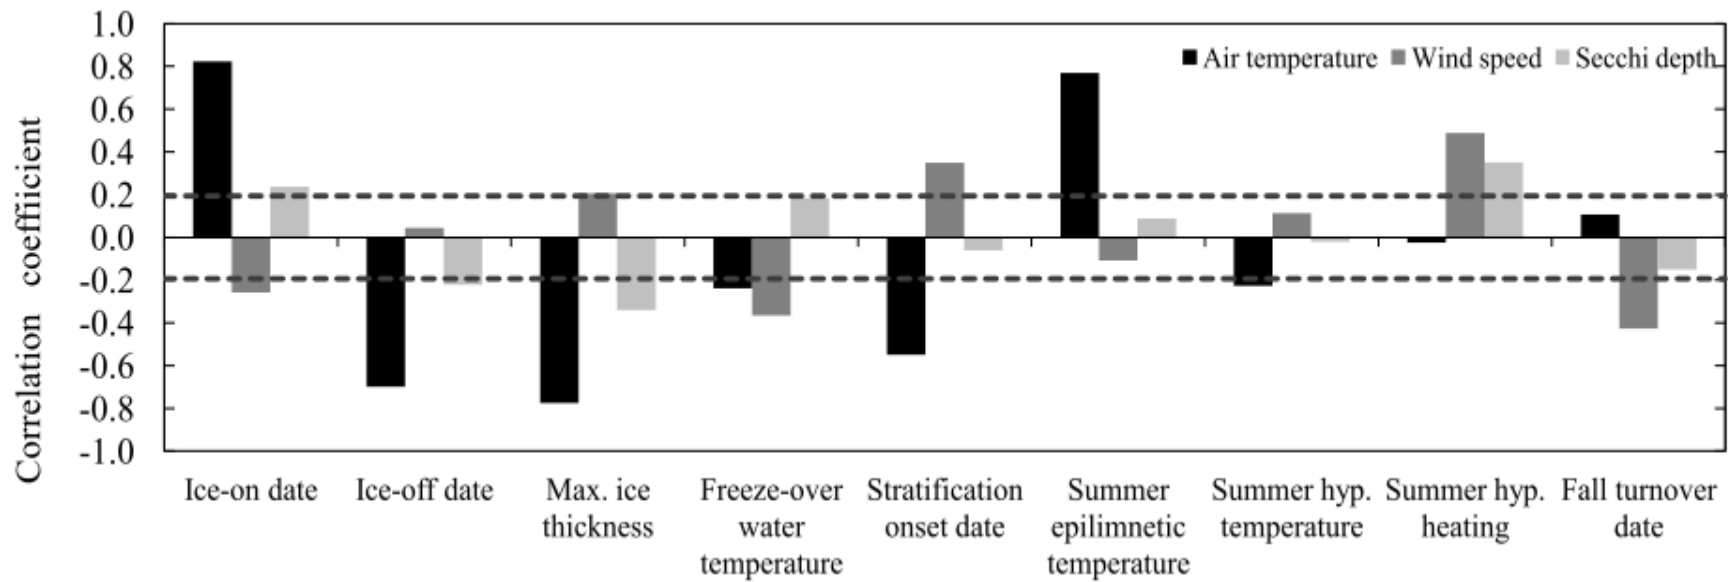 1.0
0.8
0.6
0.4
0.2
0.0
-0.2
-0.4
-0.6
-0.8
-1.0
Correlation coefficient
Air temperature Wind speed Secchi depth
Ice-on date
Ice-off date
Max. ice
thickness
Freeze-over
water
temperature
Stratification
onset date
Summer
epilimnetic
temperature
Summer hyp.
temperature
Summer hyp.
heating
Fall turnover
date